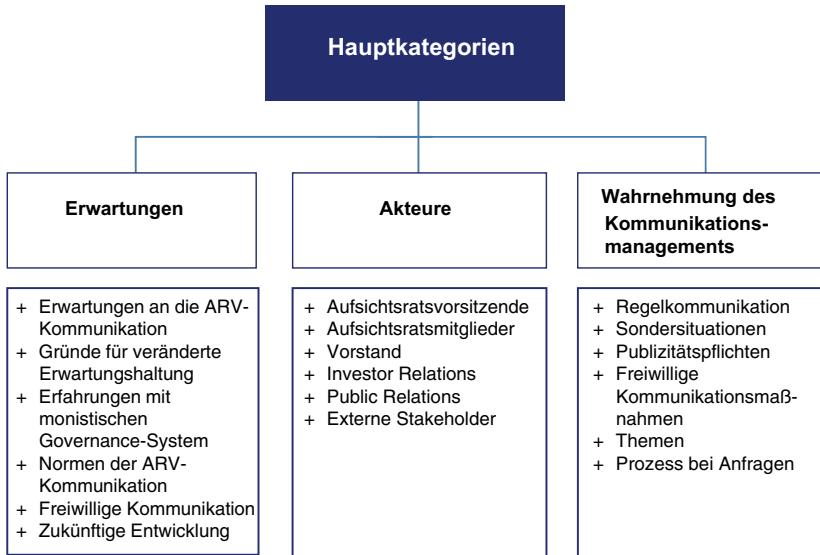 Hauptkategorien
Erwartungen
+ Erwartungen an die ARV-
Kommunikation
+ Gründe für veränderte
Erwartungshaltung
+ Erfahrungen mit
monistischen
Governance-System
+ Normen der ARV-
Kommunikation
+ Freiwillige Kommunikation
+ Zukünftige Entwicklung
Akteure
+ Aufsichtsratsvorsitzende
+ Aufsichtsratsmitglieder
+ Vorstand
+ Investor Relations
+ Public Relations
+ Externe Stakeholder
Wahrnehmung des
Kommunikations-
managements
+ Regelkommunikation
+ Sondersituationen
+ Publizitätspflichten
+ Freiwillige
Kommunikationsmaß-
nahmen
+ Themen
+ Prozess bei Anfragen